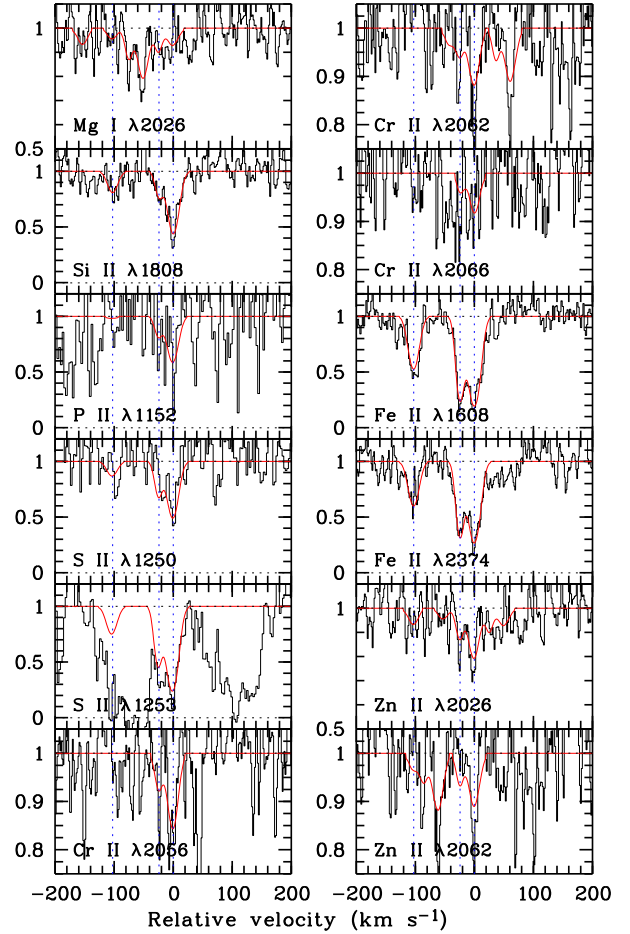 1
Mg I λ2026
0.5
1
0.5
0
Si II λ1808
1
0.5
0
P II λ1152
1
0.5
0
S II λ1250
1
0.5
0
S II λ1253
1
0.9
0.8
Cr II λ2056
-200 -100 0 100 200
1
0.9
0.8
Cr II λ2062
1
0.9
0.8
Cr II λ2066
1
0.5
0
Fe II λ1608
1
0.5
0
Fe II λ2374
1
Zn II λ2026
0.5
1
0.9
0.8
Zn II λ2062
-200 -100 0 100 200
Relative velocity (km s⁻¹)